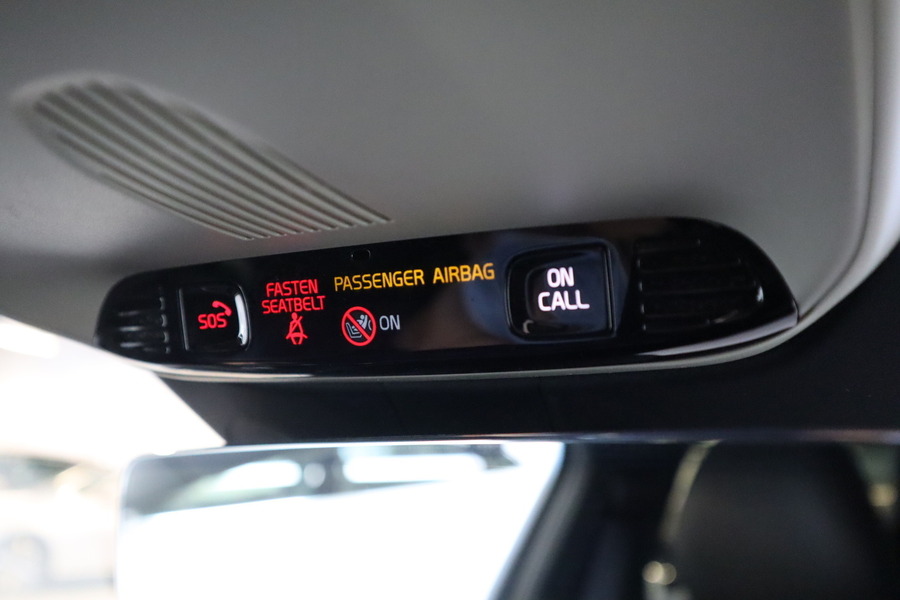 SOS
FASTEN
SEATBELT
PASSENGER AIRBAG
ON
ON
CALL